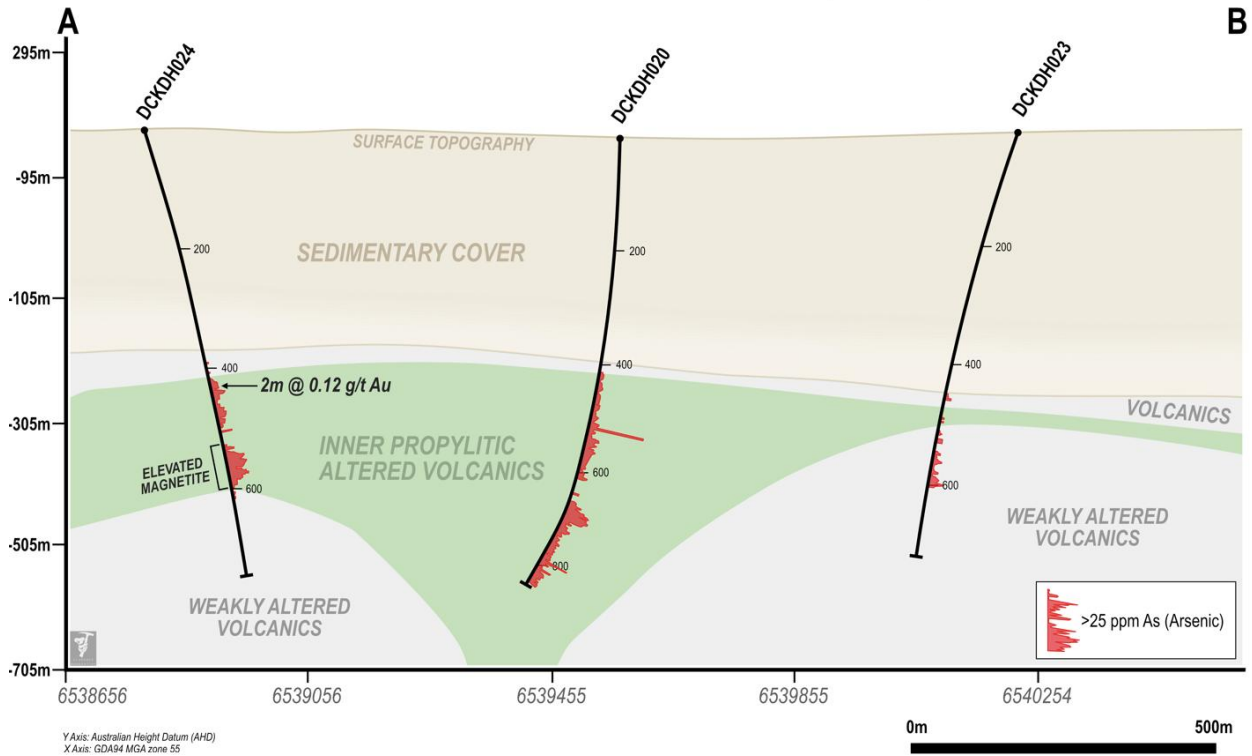 A
B
295m
DCKDH024
DCKDH020
DCKDH023
SURFACE TOPOGRAPHY
-95m
200
200
200
SEDIMENTARY COVER
-105m
400
400
400
2m @ 0.12 g/t Au
VOLCANICS
-305m
INNER PROPYLITIC
ALTERED VOLCANICS
ELEVATED
MAGNETITE
600
600
600
WEAKLY ALTERED
VOLCANICS
-505m
800
WEAKLY ALTERED
VOLCANICS
>25 ppm As (Arsenic)
-705m
6538656
6539056
6539455
6539855
6540254
0m
500m
Y Axis: Australian Height Datum (AHD)
X Axis: GDA94 MGA zone 55